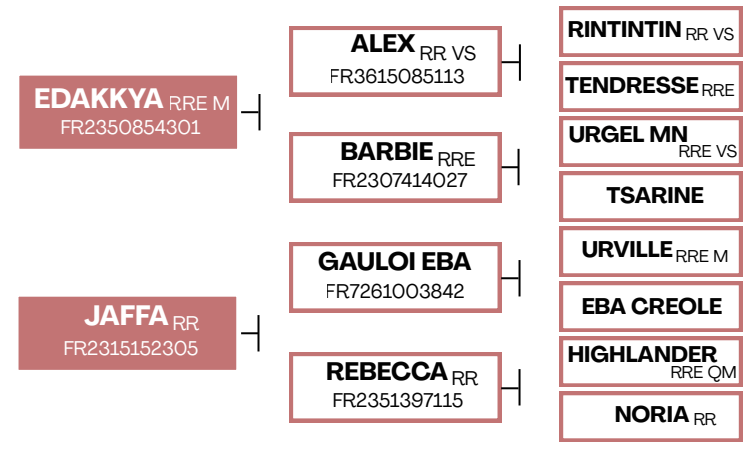 EDAKKYA RRE M
FR2350854301
JAFFA RR
FR2315152305
ALEX RR VS
FR3615085113
BARBIE RRE
FR2307414027
GAULOI EBA
FR7261003842
REBECCA RR
FR2351397115
RINTINTIN RR VS
TENDRESSE RRE
URGEL MN
RRE VS
TSARINE
URVILLE RRE M
EBA CREOLE
HIGHLANDER
RRE QM
NORIA RR